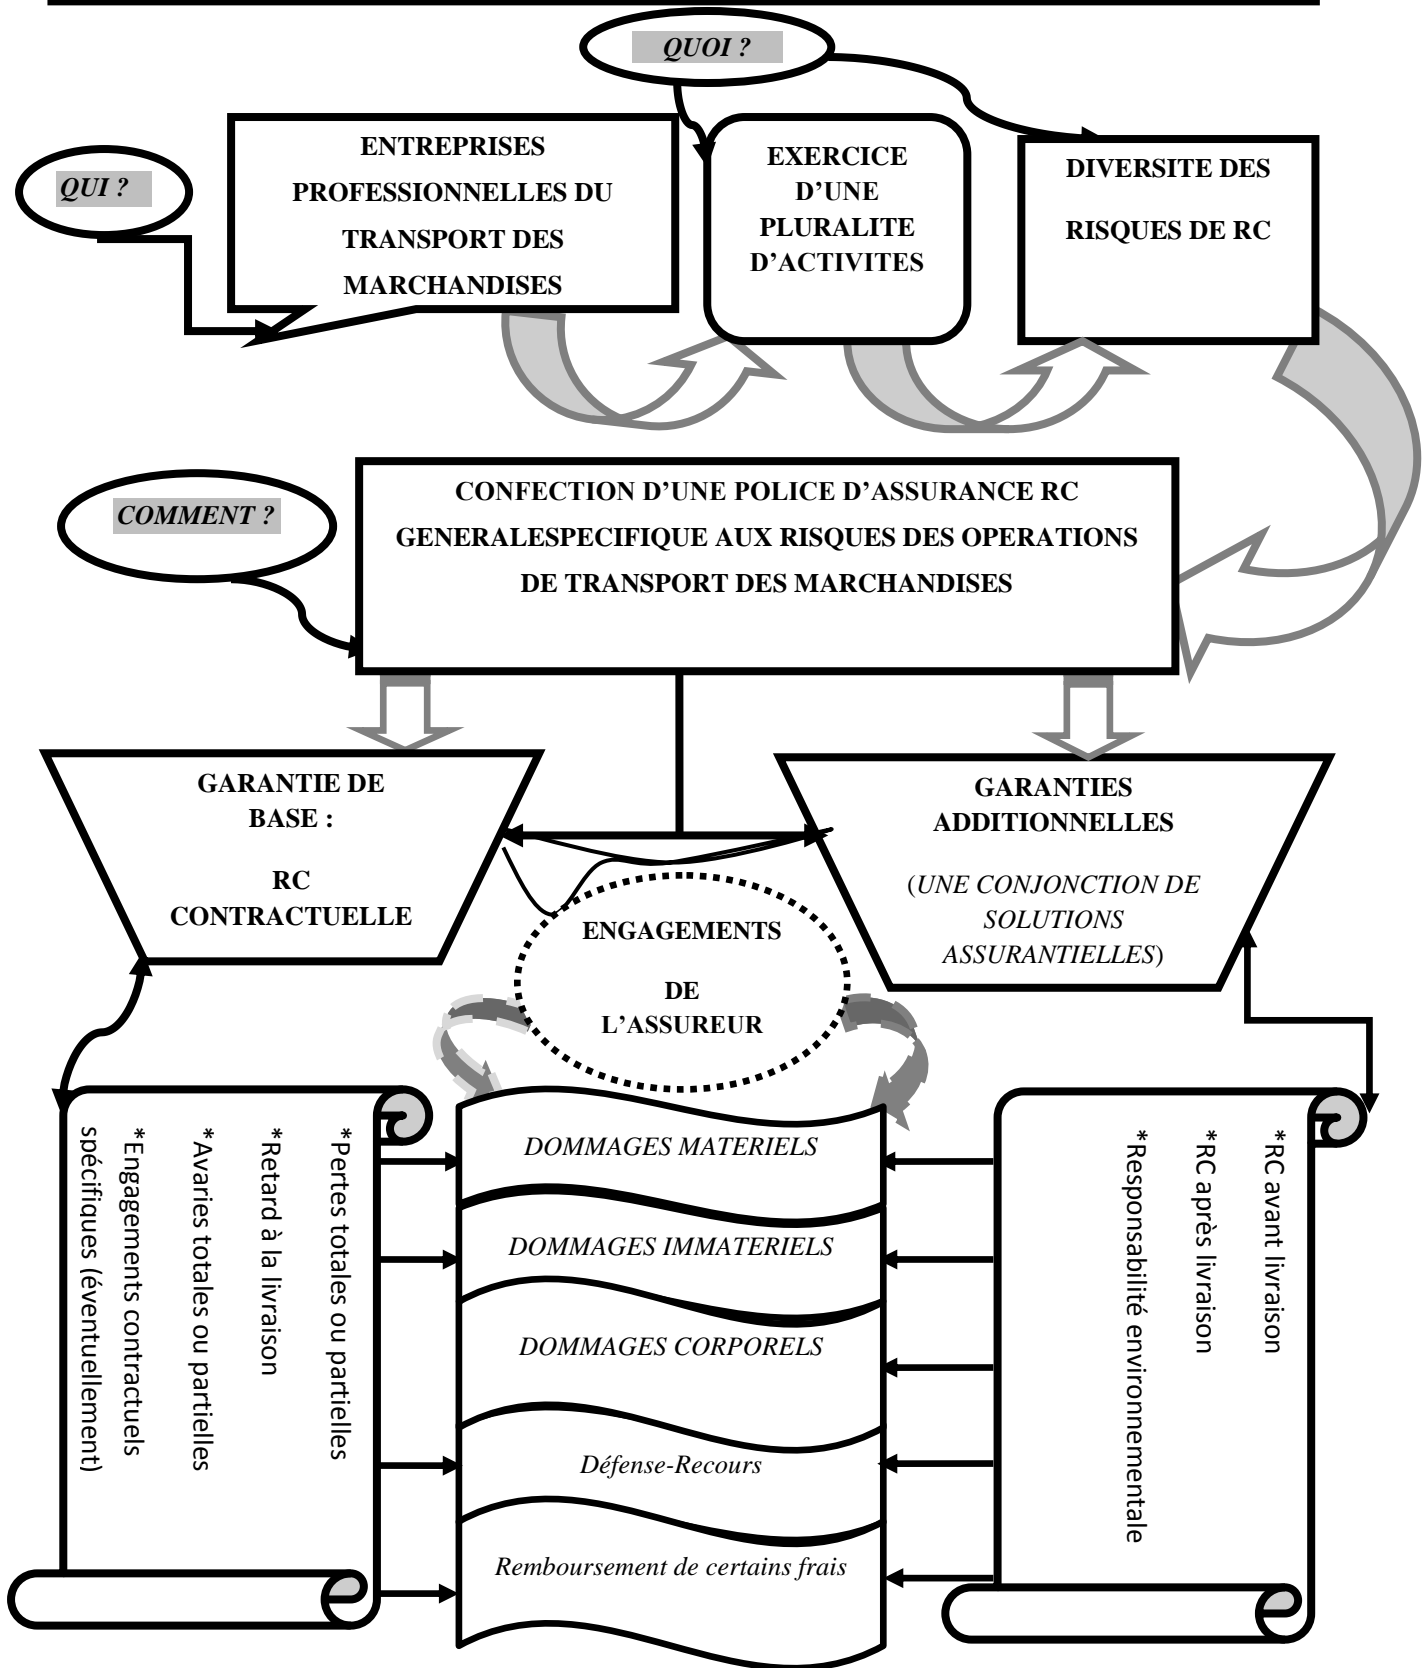 QUOI ?
QUI ?
ENTREPRISES
PROFESSIONNELLES DU
TRANSPORT DES
MARCHANDISES
EXERCICE
D’UNE
PLURALITE
D’ACTIVITES
DIVERSITE DES
RISQUES DE RC
COMMENT ?
CONFECTION D’UNE POLICE D’ASSURANCE RC
GENERALESPECIFIQUE AUX RISQUES DES OPERATIONS
DE TRANSPORT DES MARCHANDISES
GARANTIE DE
BASE :
RC
CONTRACTUELLE
GARANTIES
ADDITIONNELLES
(UNE CONJONCTION DE
SOLUTIONS
ASSURANTIELLES)
ENGAGEMENTS
DE
L’ASSUREUR
*Pertes totales ou partielles
*Retard à la livraison
*Avaries totales ou partielles
*Engagements contractuels
spécifiques (éventuellement)
DOMMAGES MATERIELS
DOMMAGES IMMATERIELS
DOMMAGES CORPORELS
Défense-Recours
Remboursement de certains frais
*RC avant livraison
*RC après livraison
*Responsabilité environnementale